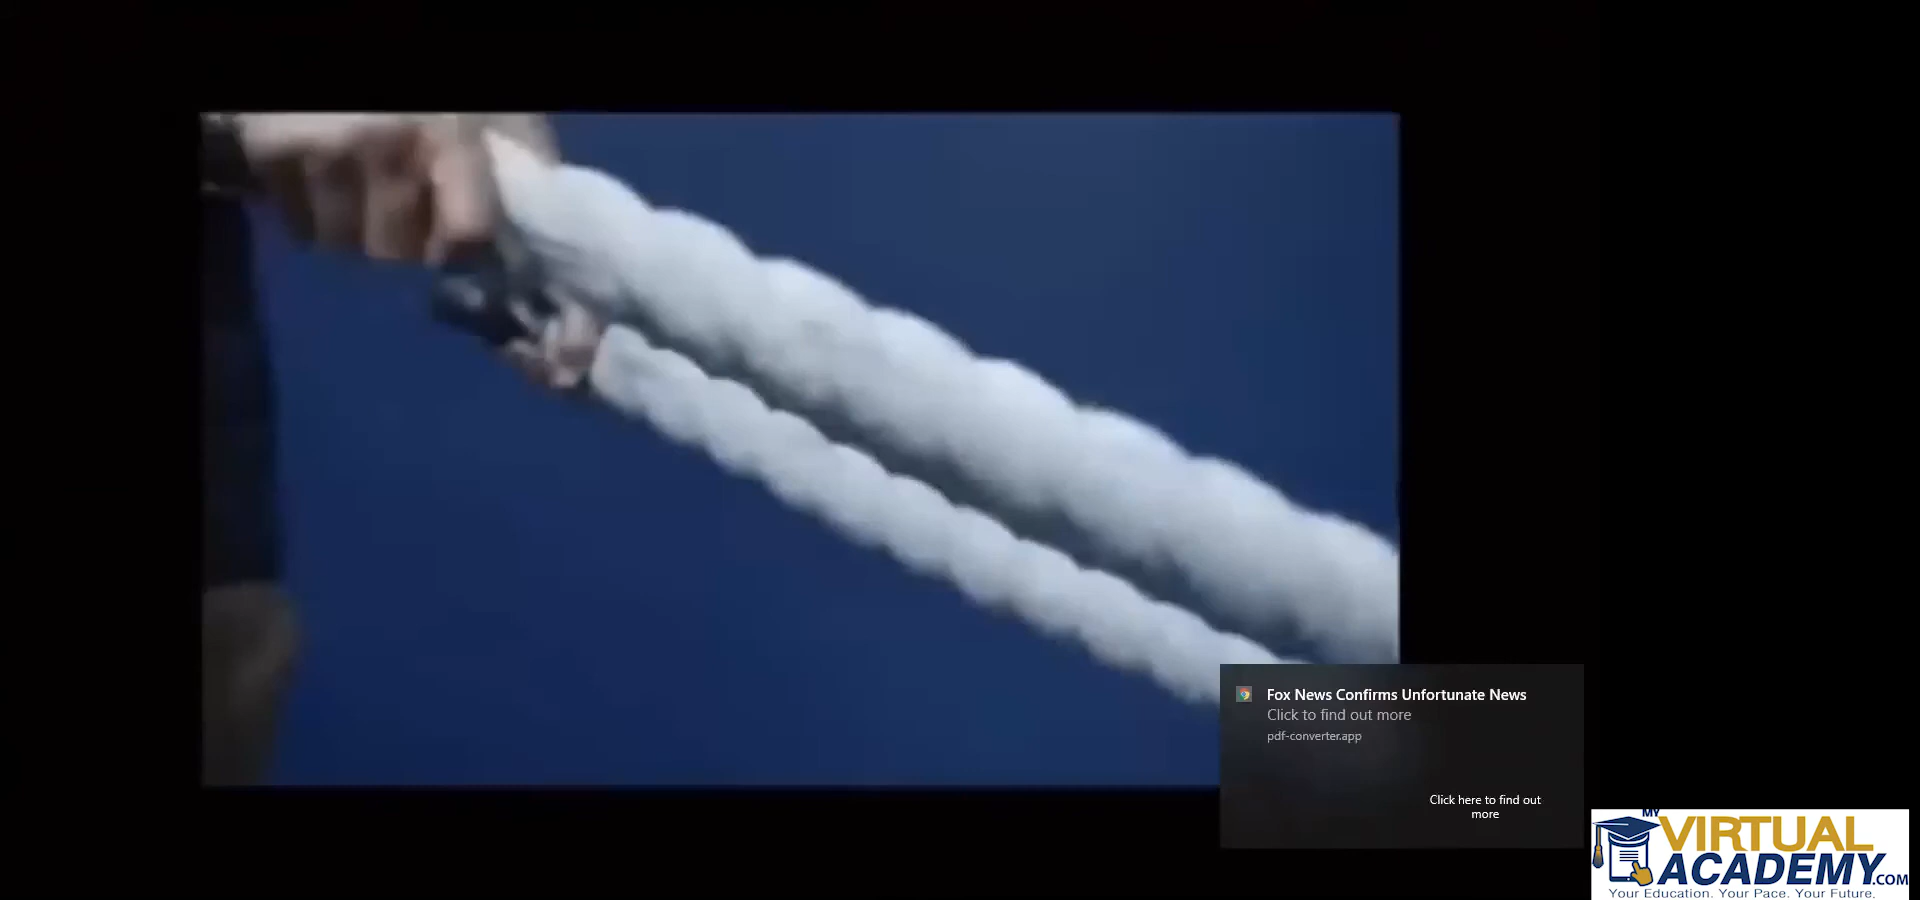 Fox News Confirms Unfortunate News
Click to find out more
pdf-converter.app
Click here to find out
more
MY
VIRTUAL
ACADEMY.COM
Your Education. Your Pace. Your Future.